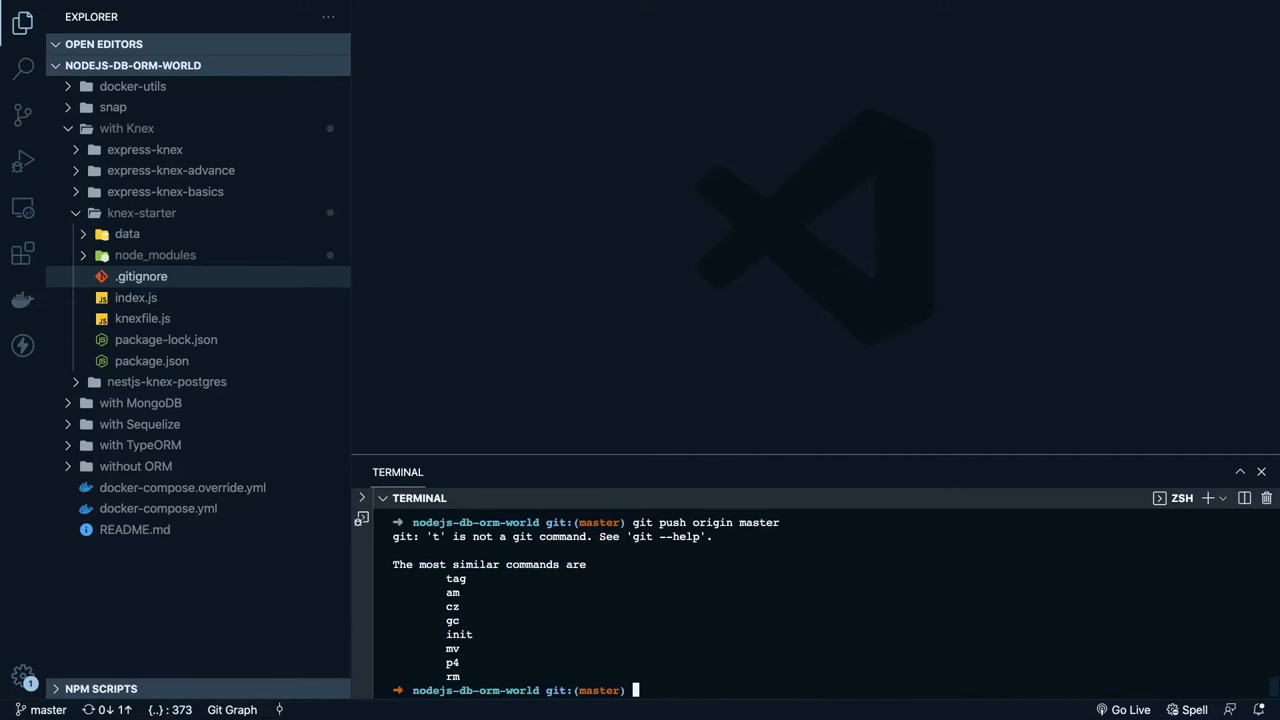 EXPLORER
OPEN EDITORS
NODEJS-DB-ORM-WORLD
docker-utils
snap
with Knex
express-knex
express-knex-advance
express-knex-basics
knex-starter
data
node_modules
.gitignore
JS index.js
JS knexfile.js
package-lock.json
package.json
nestjs-knex-postgres
with MongoDB
with Sequelize
with TypeORM
without ORM
docker-compose.override.yml
docker-compose.yml
README.md
NPM SCRIPTS
1
TERMINAL
TERMINAL
ZSH
➜ nodejs-db-orm-world git:(master) git push origin master
git: 't' is not a git command. See 'git --help'.
The most similar commands are
tag
am
cz
gc
init
mv
p4
rm
➜ nodejs-db-orm-world git:(master)
master 0↓ 1↑ {..} : 373 Git Graph Go Live Spell